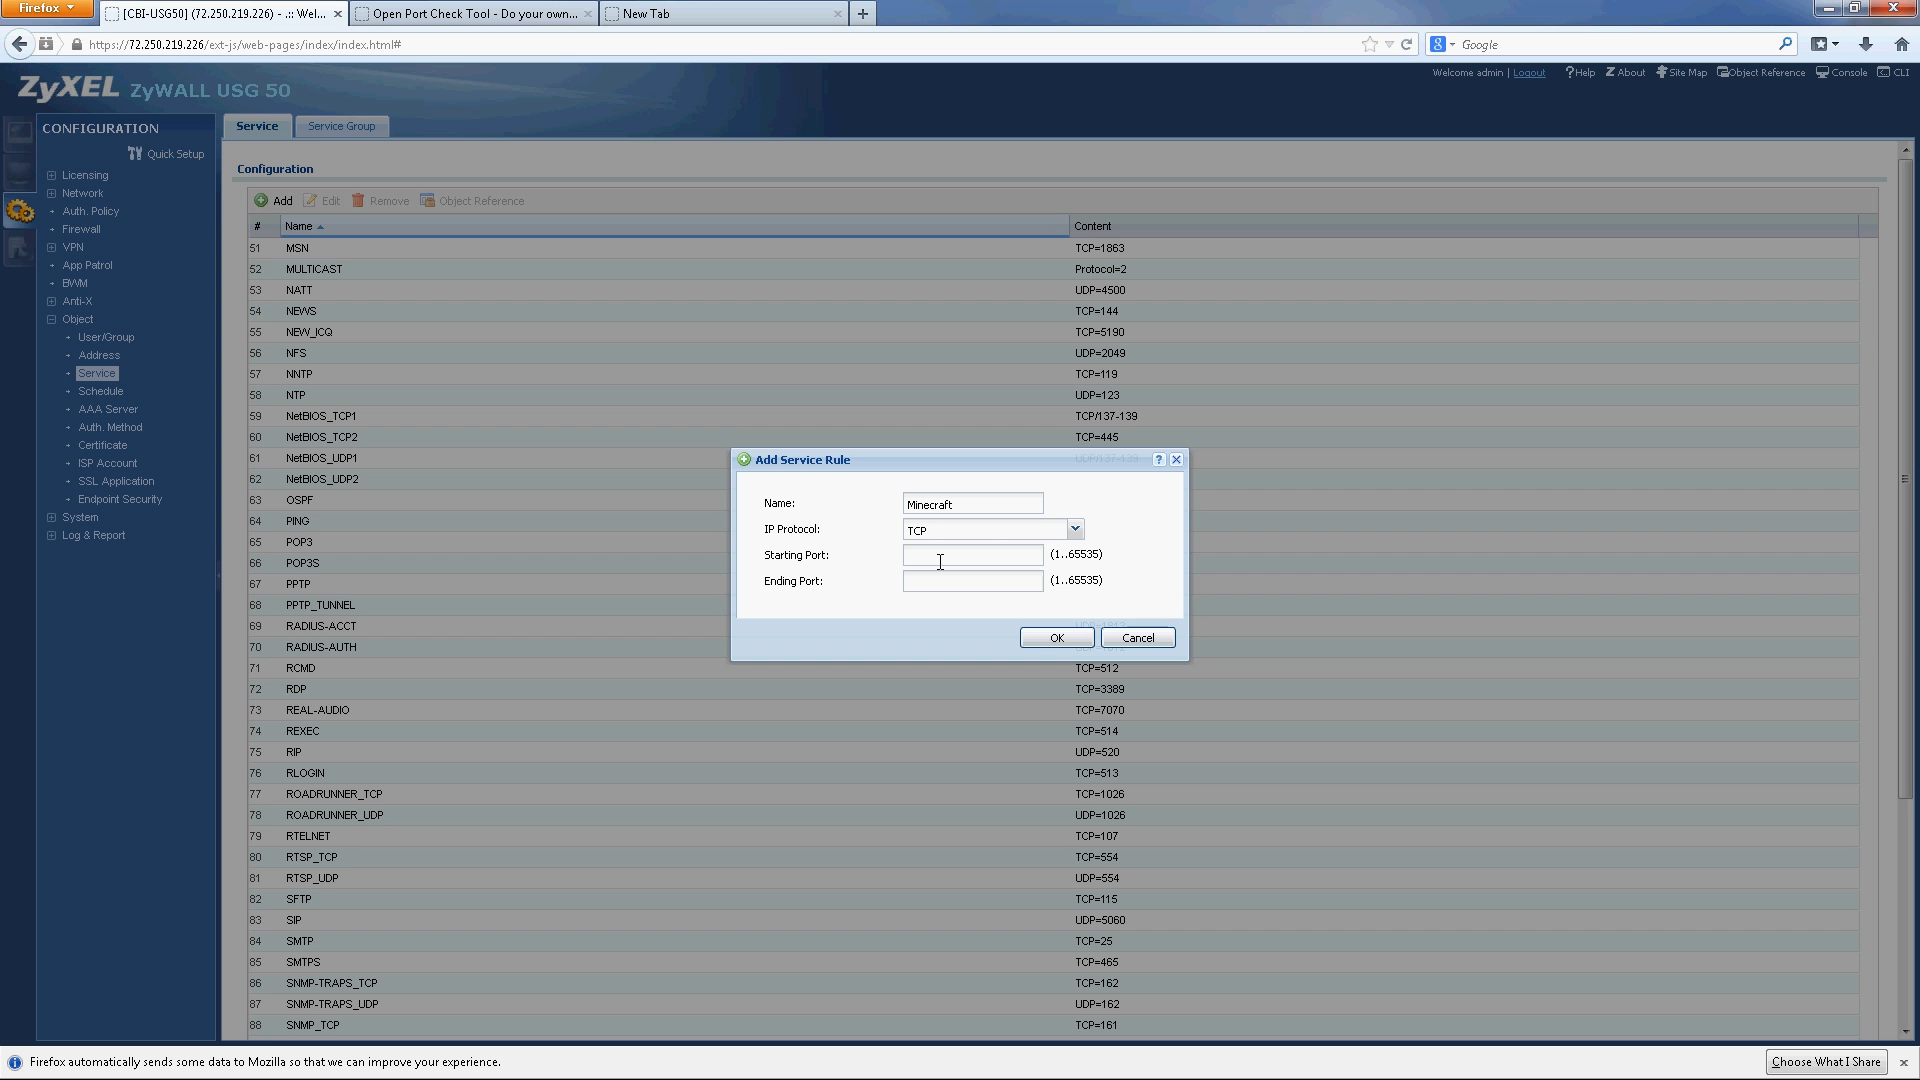 Firefox
[CBI-USG50] (72.250.219.226) - .:: Wel...
Open Port Check Tool - Do your own...
New Tab
https://72.250.219.226/ext-js/web-pages/index/index.html#
Google
ZyXEL ZyWALL USG 50
Welcome admin | Logout ?Help Z About Site Map Object Reference Console CLI
CONFIGURATION
Quick Setup
Licensing
Network
Auth. Policy
Firewall
VPN
App Patrol
BWM
Anti-X
Object
User/Group
Address
Service
Schedule
AAA Server
Auth. Method
Certificate
ISP Account
SSL Application
Endpoint Security
System
Log & Report
Service Service Group
Configuration
Add Edit Remove Object Reference
# Name Content
51 MSN TCP=1863
52 MULTICAST Protocol=2
53 NATT UDP=4500
54 NEWS TCP=144
55 NEW_ICQ TCP=5190
56 NFS UDP=2049
57 NNTP TCP=119
58 NTP UDP=123
59 NetBIOS_TCP1 TCP/137-139
60 NetBIOS_TCP2 TCP=445
61 NetBIOS_UDP1 UDP/137-139
62 NetBIOS_UDP2
63 OSPF
64 PING
65 POP3
66 POP3S
67 PPTP
68 PPTP_TUNNEL
69 RADIUS-ACCT
70 RADIUS-AUTH
71 RCMD TCP=512
72 RDP TCP=3389
73 REAL-AUDIO TCP=7070
74 REXEC TCP=514
75 RIP UDP=520
76 RLOGIN TCP=513
77 ROADRUNNER_TCP TCP=1026
78 ROADRUNNER_UDP UDP=1026
79 RTELNET TCP=107
80 RTSP_TCP TCP=554
81 RTSP_UDP UDP=554
82 SFTP TCP=115
83 SIP UDP=5060
84 SMTP TCP=25
85 SMTPS TCP=465
86 SNMP-TRAPS_TCP TCP=162
87 SNMP-TRAPS_UDP UDP=162
88 SNMP_TCP TCP=161
Add Service Rule
Name: Minecraft
IP Protocol: TCP
Starting Port: (1..65535)
Ending Port: (1..65535)
OK Cancel
Firefox automatically sends some data to Mozilla so that we can improve your experience.
Choose What I Share